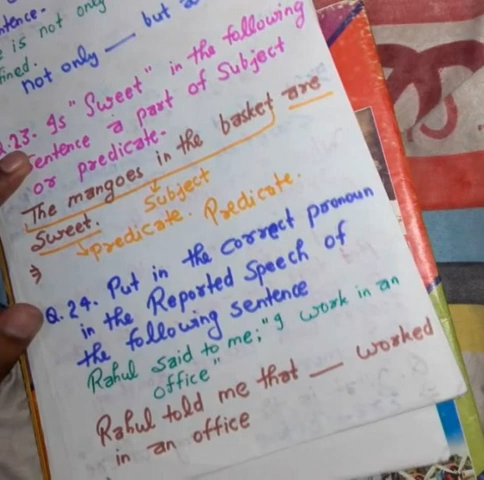 ntence.
e is not only
fined.
not only — but a
Q.23. Is "Sweet" in the following
sentence a part of Subject
or predicate.
The mangoes in the basket are
Sweet.
Subject
Predicate. Predicate.
Q.24. Put in the correct pronoun
in the Reported Speech of
the following sentence
Rahul said to me; "I work in an
office"
Rahul told me that — worked
in an office